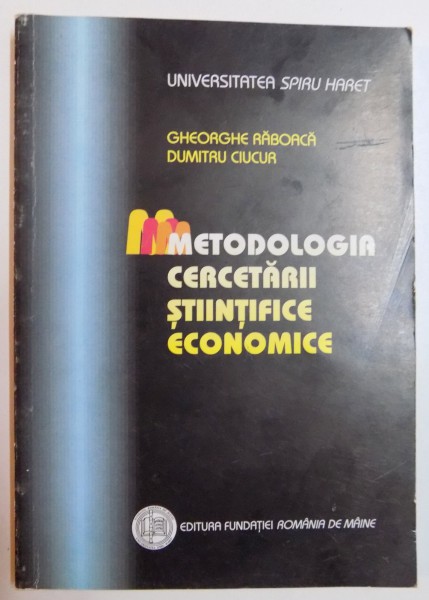 UNIVERSITATEA SPIRU HARET
GHEORGHE RĂBOACĂ
DUMITRU CIUCUR
METODOLOGIA
CERCETĂRII
ȘTIINȚIFICE
ECONOMICE
EDITURA FUNDAȚIEI ROMÂNIA DE MÂINE